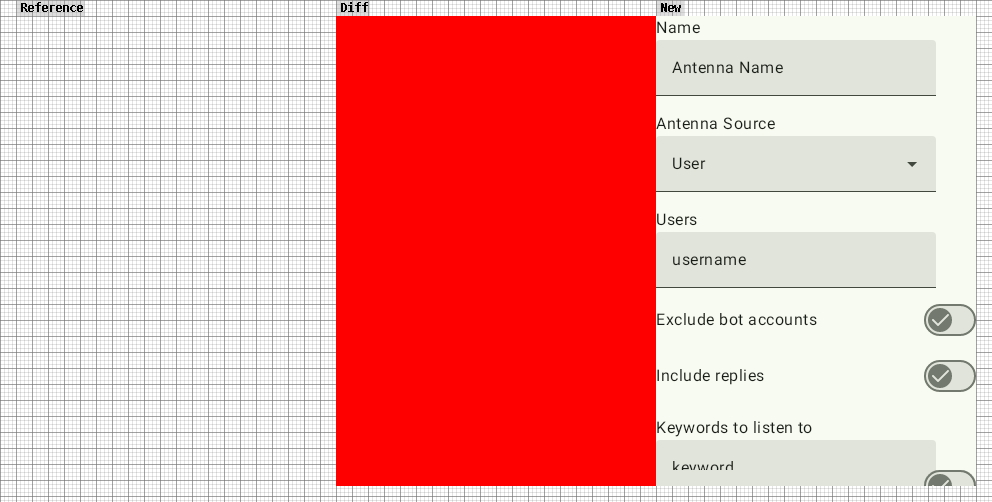 Reference
Diff
New
Name
Antenna Name
Antenna Source
User
Users
username
Exclude bot accounts
Include replies
Keywords to listen to
keyword